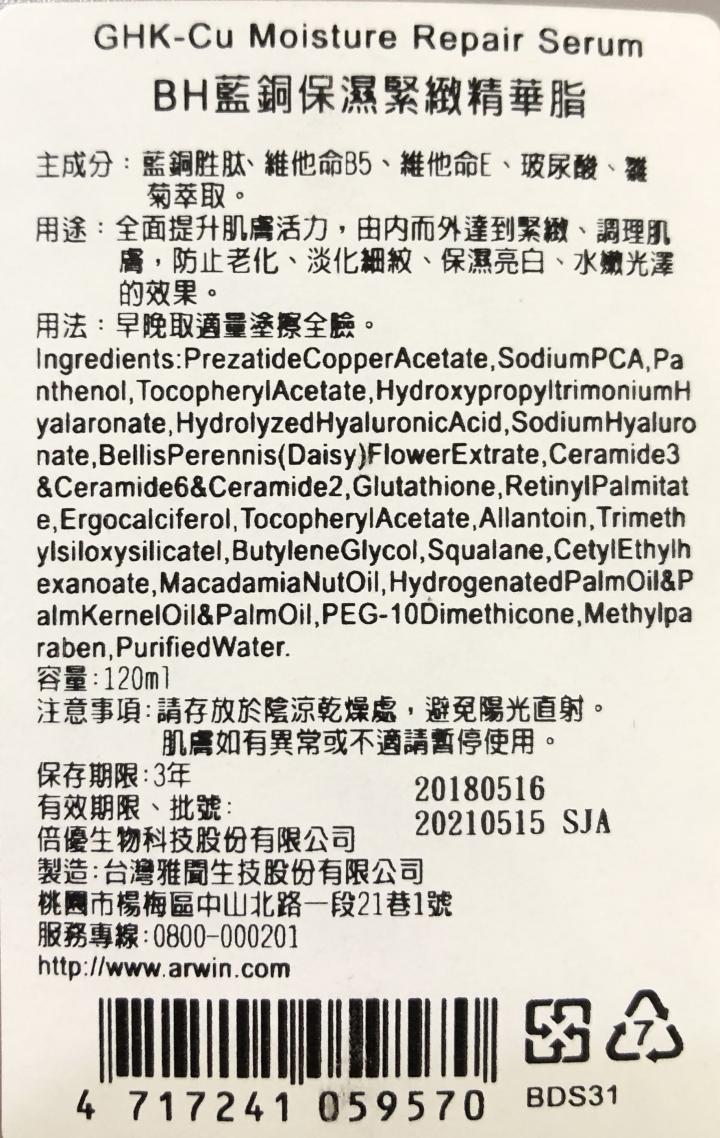 GHK-Cu Moisture Repair Serum
BH藍銅保濕緊緻精華脂
主成分：藍銅胜肽、維他命B5、維他命E、玻尿酸、雛
菊萃取。
用途：全面提升肌膚活力，由內而外達到緊緻、調理肌
膚，防止老化、淡化細紋、保濕亮白、水嫩光澤
的效果。
用法：早晚取適量塗擦全臉。
Ingredients:PrezatideCopperAcetate,SodiumPCA,Pa
nthenol,TocopherylAcetate,HydroxypropyltrimoniumH
yalaronate,HydrolyzedHyaluronicAcid,SodiumHyaluro
nate,BellisPerennis(Daisy)FlowerExtrate,Ceramide3
&Ceramide6&Ceramide2,Glutathione,RetinylPalmitat
e,Ergocalciferol,TocopherylAcetate,Allantoin,Trimeth
ylsiloxysilicatel,ButyleneGlycol,Squalane,CetylEthylh
exanoate,MacadamiaNutOil,HydrogenatedPalmOil&P
almKernelOil&PalmOil,PEG-10Dimethicone,Methylpa
raben,PurifiedWater.
容量:120ml
注意事項:請存放於陰涼乾燥處，避免陽光直射。
肌膚如有異常或不適請暫停使用。
保存期限:3年
20180516
有效期限、批號:
20210515 SJA
倍優生物科技股份有限公司
製造:台灣雅聞生技股份有限公司
桃園市楊梅區中山北路一段21巷1號
服務專線:0800-000201
http://www.arwin.com
4 717241 059570
7
BDS31